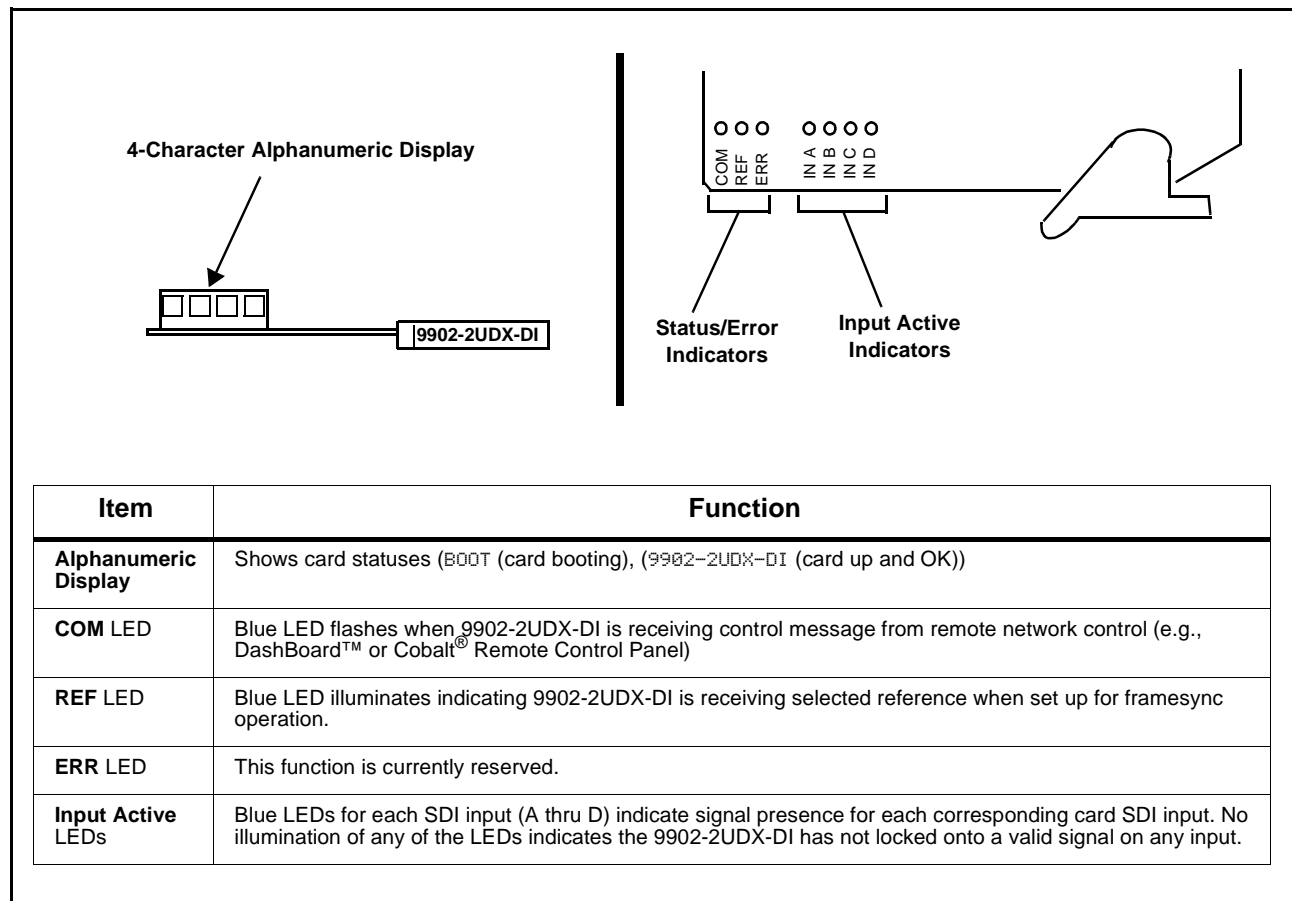 4-Character Alphanumeric Display
9902-2UDX-DI
COM
REF
ERR
IN A
IN B
IN C
IN D
Status/Error
Indicators
Input Active
Indicators
Item
Function
Alphanumeric
Display
Shows card statuses (BOOT (card booting), (9902-2UDX-DI (card up and OK))
COM LED
Blue LED flashes when 9902-2UDX-DI is receiving control message from remote network control (e.g.,
DashBoard™ or Cobalt® Remote Control Panel)
REF LED
Blue LED illuminates indicating 9902-2UDX-DI is receiving selected reference when set up for framesync
operation.
ERR LED
This function is currently reserved.
Input Active
LEDs
Blue LEDs for each SDI input (A thru D) indicate signal presence for each corresponding card SDI input. No
illumination of any of the LEDs indicates the 9902-2UDX-DI has not locked onto a valid signal on any input.